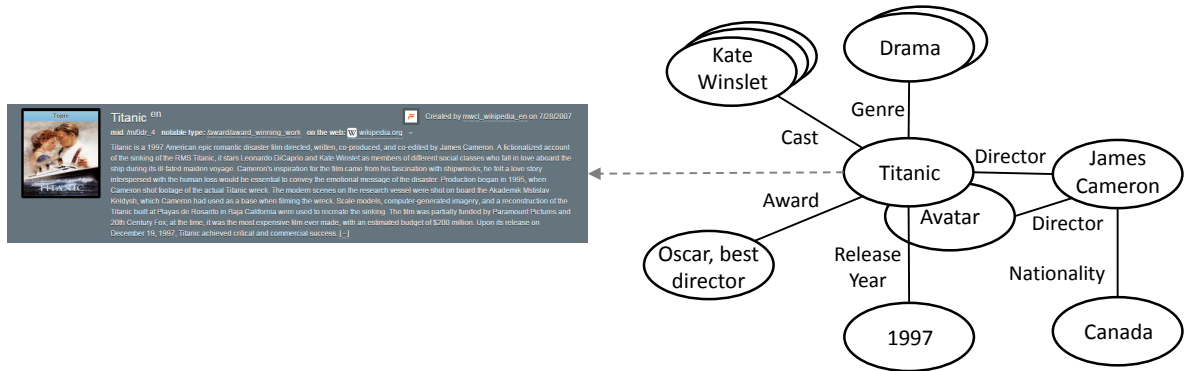 Topic
TITANIC
Titanic en
Created by mwcl_wikipedia_en on 7/28/2007
mid: /m/0dr_4 notable type: /award/award_winning_work on the web: W wikipedia.org
Titanic is a 1997 American epic romantic disaster film directed, written, co-produced, and co-edited by James Cameron. A fictionalized account
of the sinking of the RMS Titanic, it stars Leonardo DiCaprio and Kate Winslet as members of different social classes who fall in love aboard the
ship during its ill-fated maiden voyage. Cameron's inspiration for the film came from his fascination with shipwrecks; he felt a love story
interspersed with the human loss would be essential to convey the emotional message of the disaster. Production began in 1995, when
Cameron shot footage of the actual Titanic wreck. The modern scenes on the research vessel were shot on board the Akademik Mstislav
Keldysh, which Cameron had used as a base when filming the wreck. Scale models, computer-generated imagery, and a reconstruction of the
Titanic built at Playas de Rosarito in Baja California were used to recreate the sinking. The film was partially funded by Paramount Pictures and
20th Century Fox, at the time, it was the most expensive film ever made, with an estimated budget of $200 million. Upon its release on
December 19, 1997, Titanic achieved critical and commercial success. [–]
Kate
Winslet
Drama
Genre
Cast
Titanic
Director
James
Cameron
Award
Avatar
Director
Oscar, best
director
Release
Year
Nationality
1997
Canada